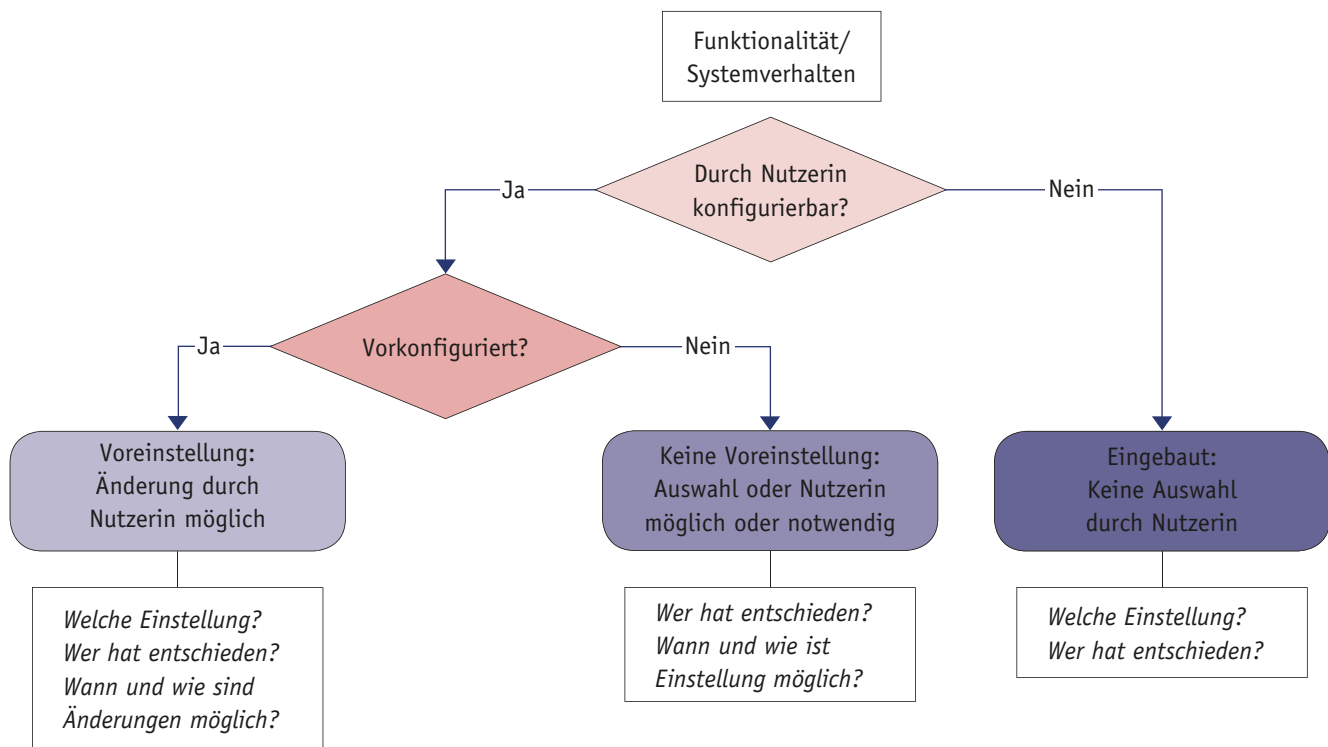 Funktionalität/
Systemverhalten
Durch Nutzerin
konfigurierbar?
Ja
Nein
Vorkonfiguriert?
Ja
Nein
Voreinstellung:
Änderung durch
Nutzerin möglich
Keine Voreinstellung:
Auswahl oder Nutzerin
möglich oder notwendig
Eingebaut:
Keine Auswahl
durch Nutzerin
Welche Einstellung?
Wer hat entschieden?
Wann und wie sind
Änderungen möglich?
Wer hat entschieden?
Wann und wie ist
Einstellung möglich?
Welche Einstellung?
Wer hat entschieden?